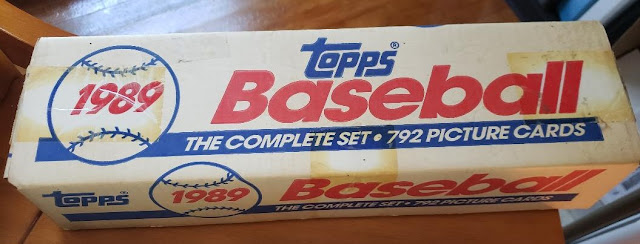 TOPPS®
1989
Baseball
THE COMPLETE SET • 792 PICTURE CARDS
TOPPS®
1989
Baseball
THE COMPLETE SET • 792 PICTURE CARDS